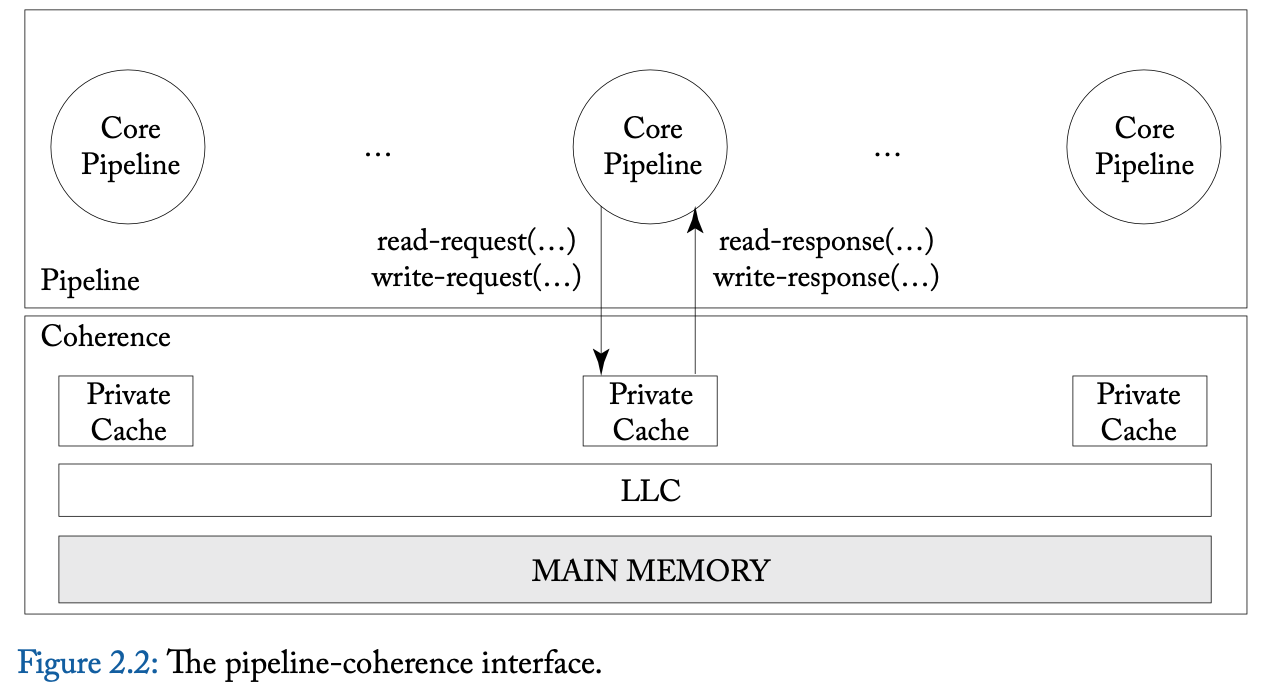 Core
Pipeline
...
Core
Pipeline
...
Core
Pipeline
read-request(...)
write-request(...)
read-response(...)
write-response(...)
Pipeline
Coherence
Private
Cache
Private
Cache
Private
Cache
LLC
MAIN MEMORY
Figure 2.2: The pipeline-coherence interface.